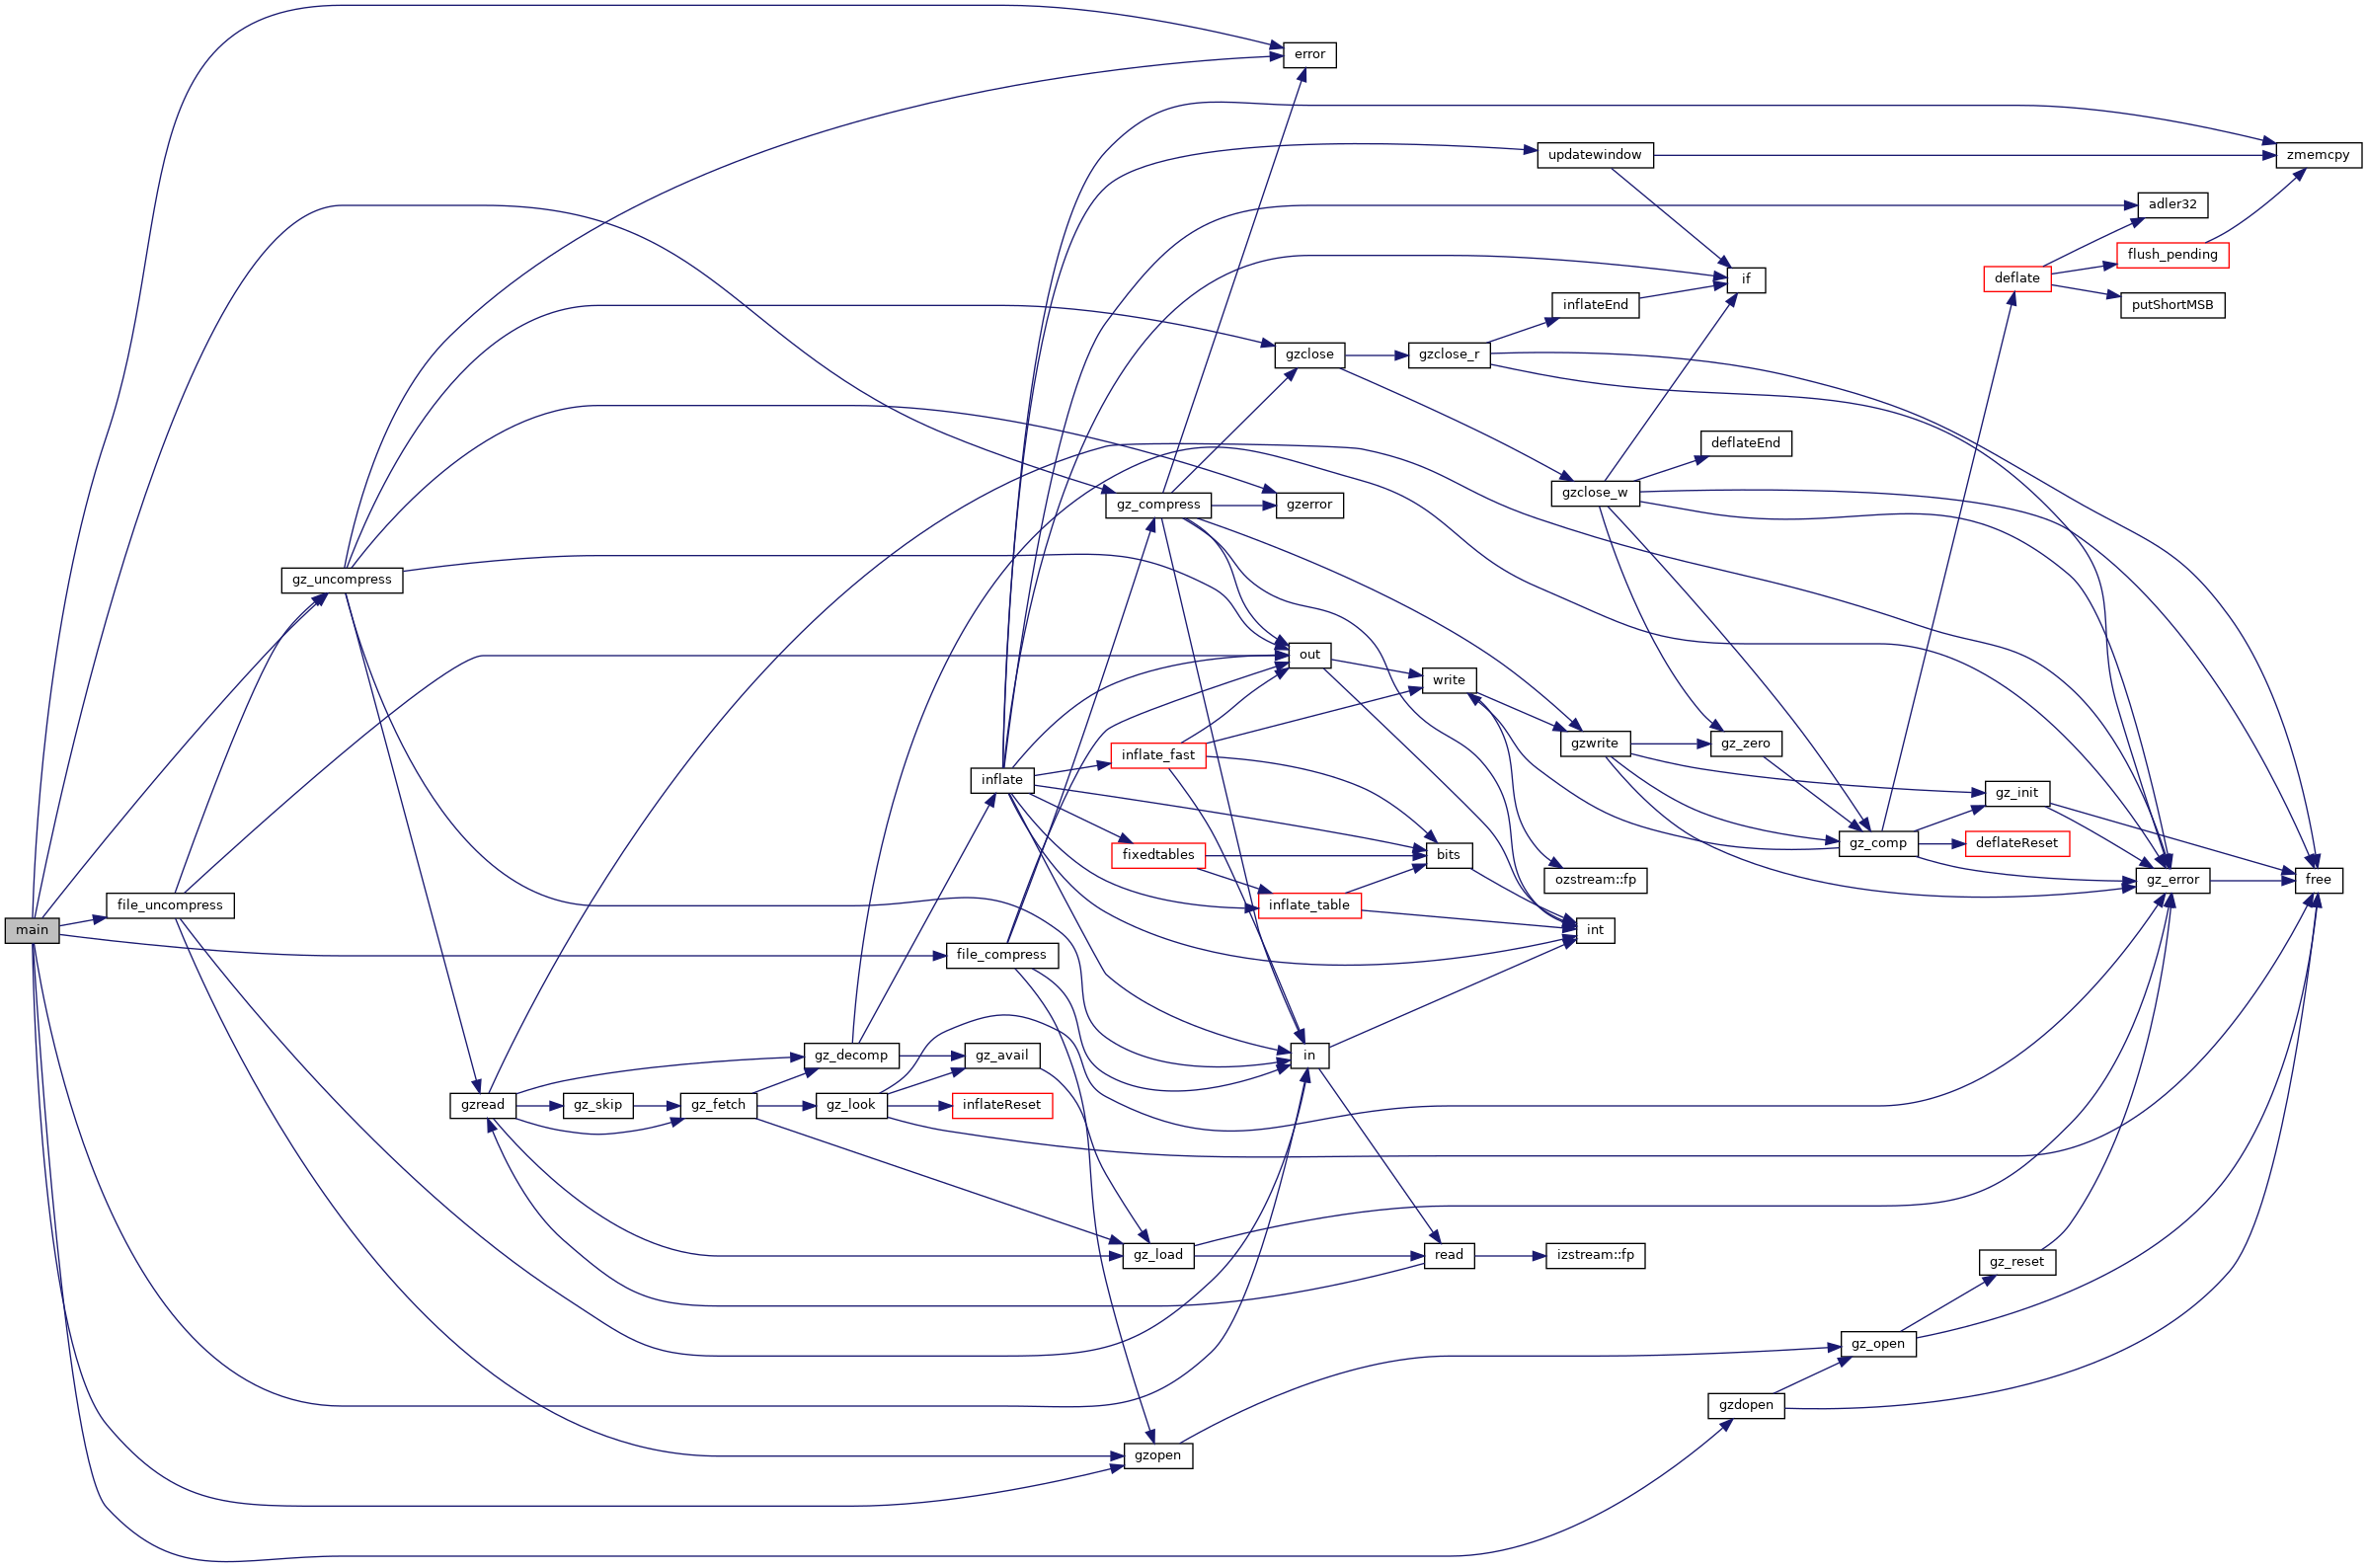 main
file_uncompress
gz_uncompress
gzread
gz_skip
gz_fetch
gz_decomp
gz_look
inflate
file_compress
gz_avail
inflateReset
gz_compress
inflate_fast
fixedtables
gz_load
gzopen
error
gzclose
gzerror
out
inflate_table
in
gzclose_r
write
bits
read
updatewindow
inflateEnd
gzclose_w
gzwrite
ozstream::fp
int
izstream::fp
if
deflateEnd
gz_zero
gzdopen
gz_comp
gz_open
deflate
gz_init
deflateReset
gz_reset
adler32
flush_pending
putShortMSB
gz_error
zmemcpy
free